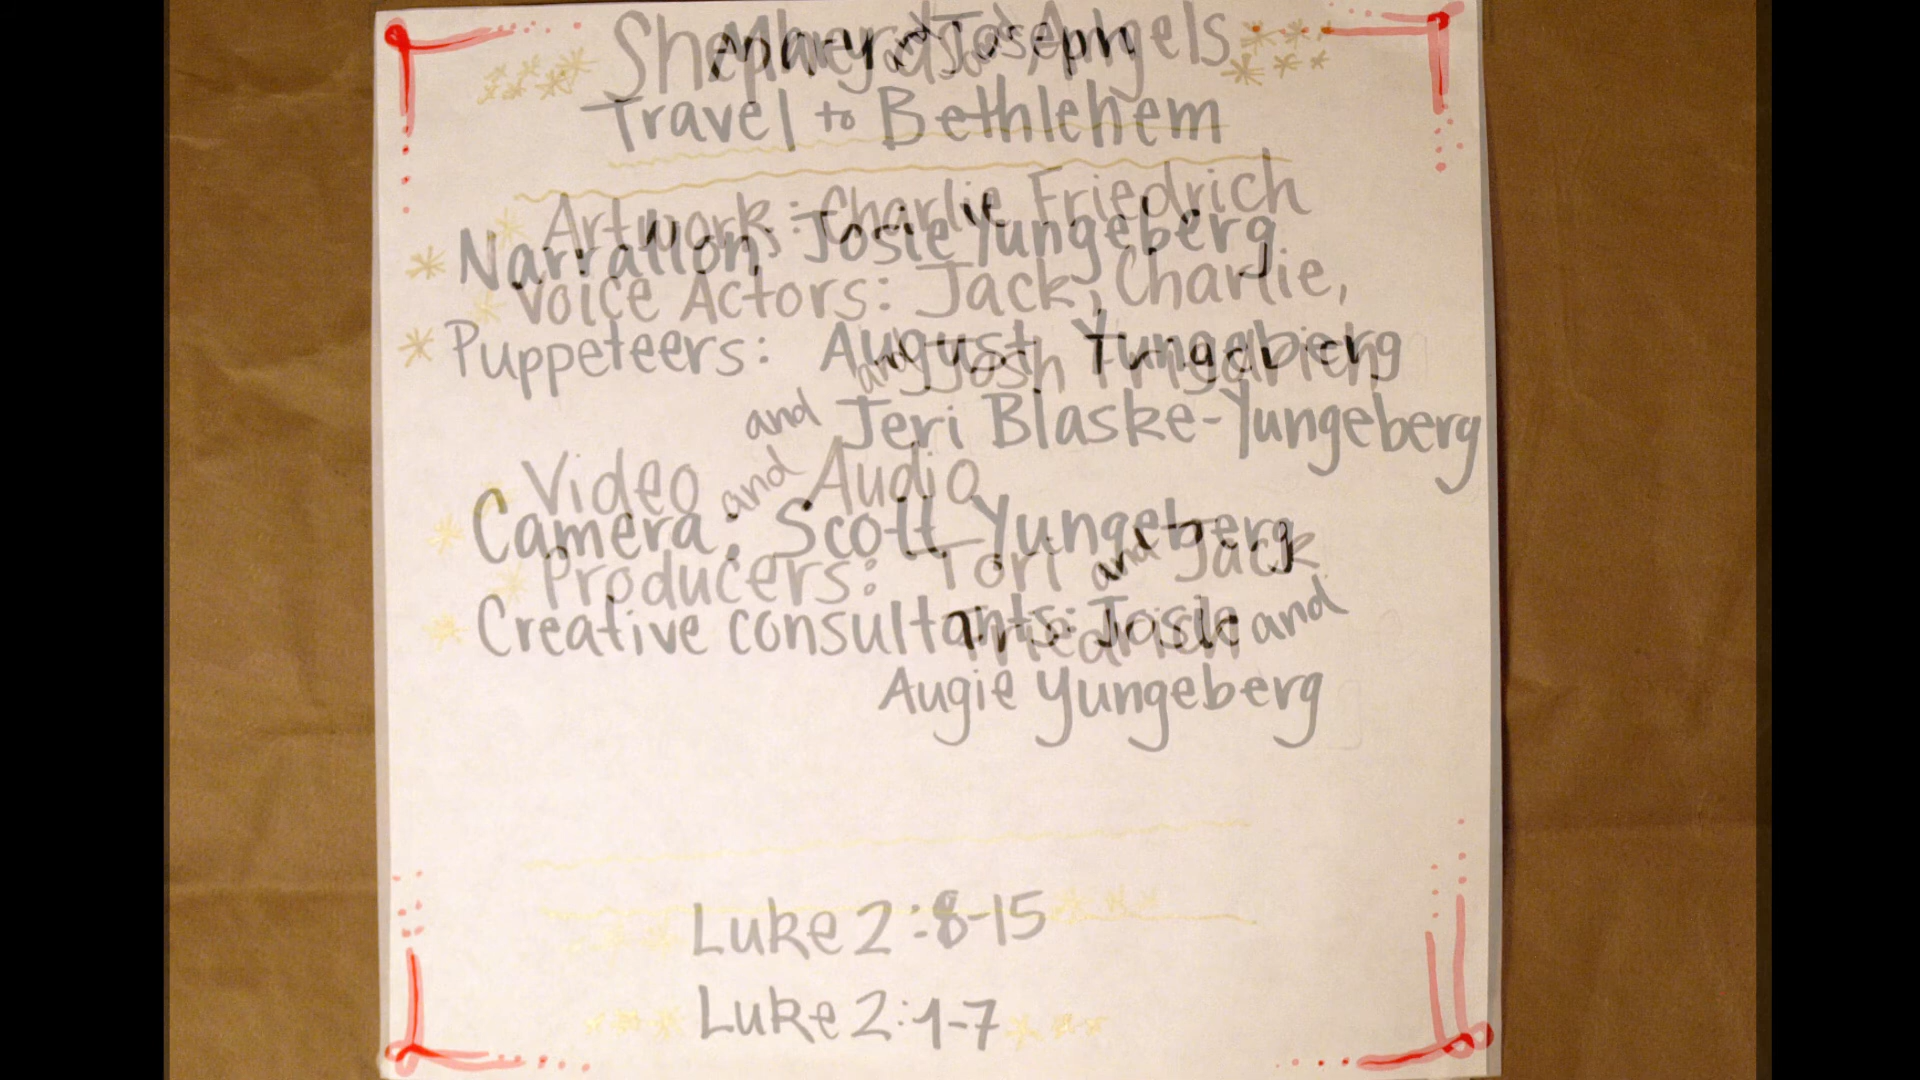 Shepherds and Angels
Mary and Joseph
Travel to Bethlehem
Artwork: Charlie Friedrich
Narration: Josie Yungeberg
Voice Actors: Jack, Charlie,
Puppeteers: August Yungeberg
and Josh Friedrich
and Jeri Blaske-Yungeberg
Video and Audio
Camera: Scott Yungeberg
Producers: Tori and Jack
Creative consultants: Josie and
Friedrich
Augie Yungeberg
Luke 2:8-15
Luke 2:1-7